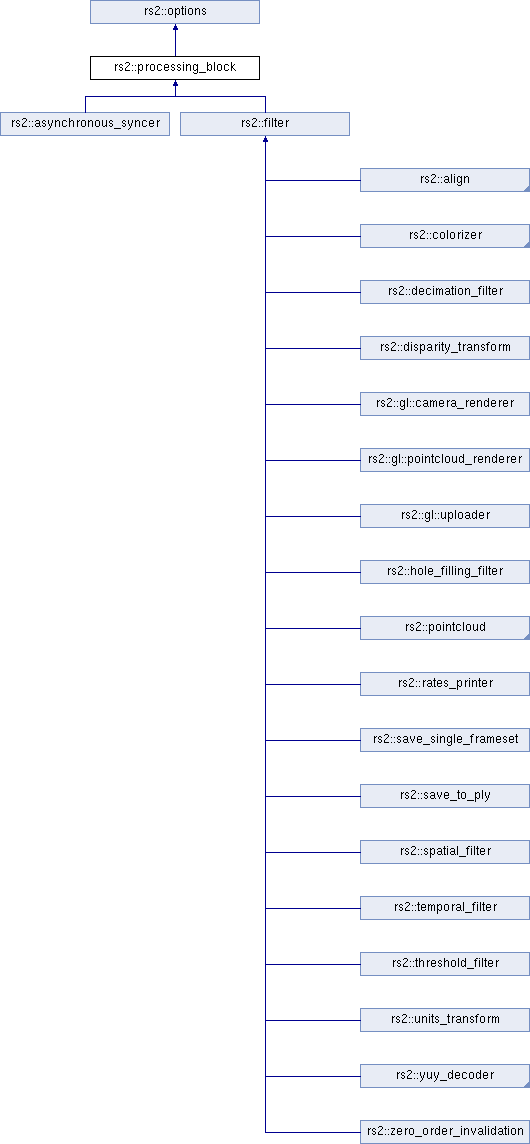 rs2::options
rs2::processing_block
rs2::asynchronous_syncer
rs2::filter
rs2::align
rs2::colorizer
rs2::decimation_filter
rs2::disparity_transform
rs2::gl::camera_renderer
rs2::gl::pointcloud_renderer
rs2::gl::uploader
rs2::hole_filling_filter
rs2::pointcloud
rs2::rates_printer
rs2::save_single_frameset
rs2::save_to_ply
rs2::spatial_filter
rs2::temporal_filter
rs2::threshold_filter
rs2::units_transform
rs2::yuy_decoder
rs2::zero_order_invalidation